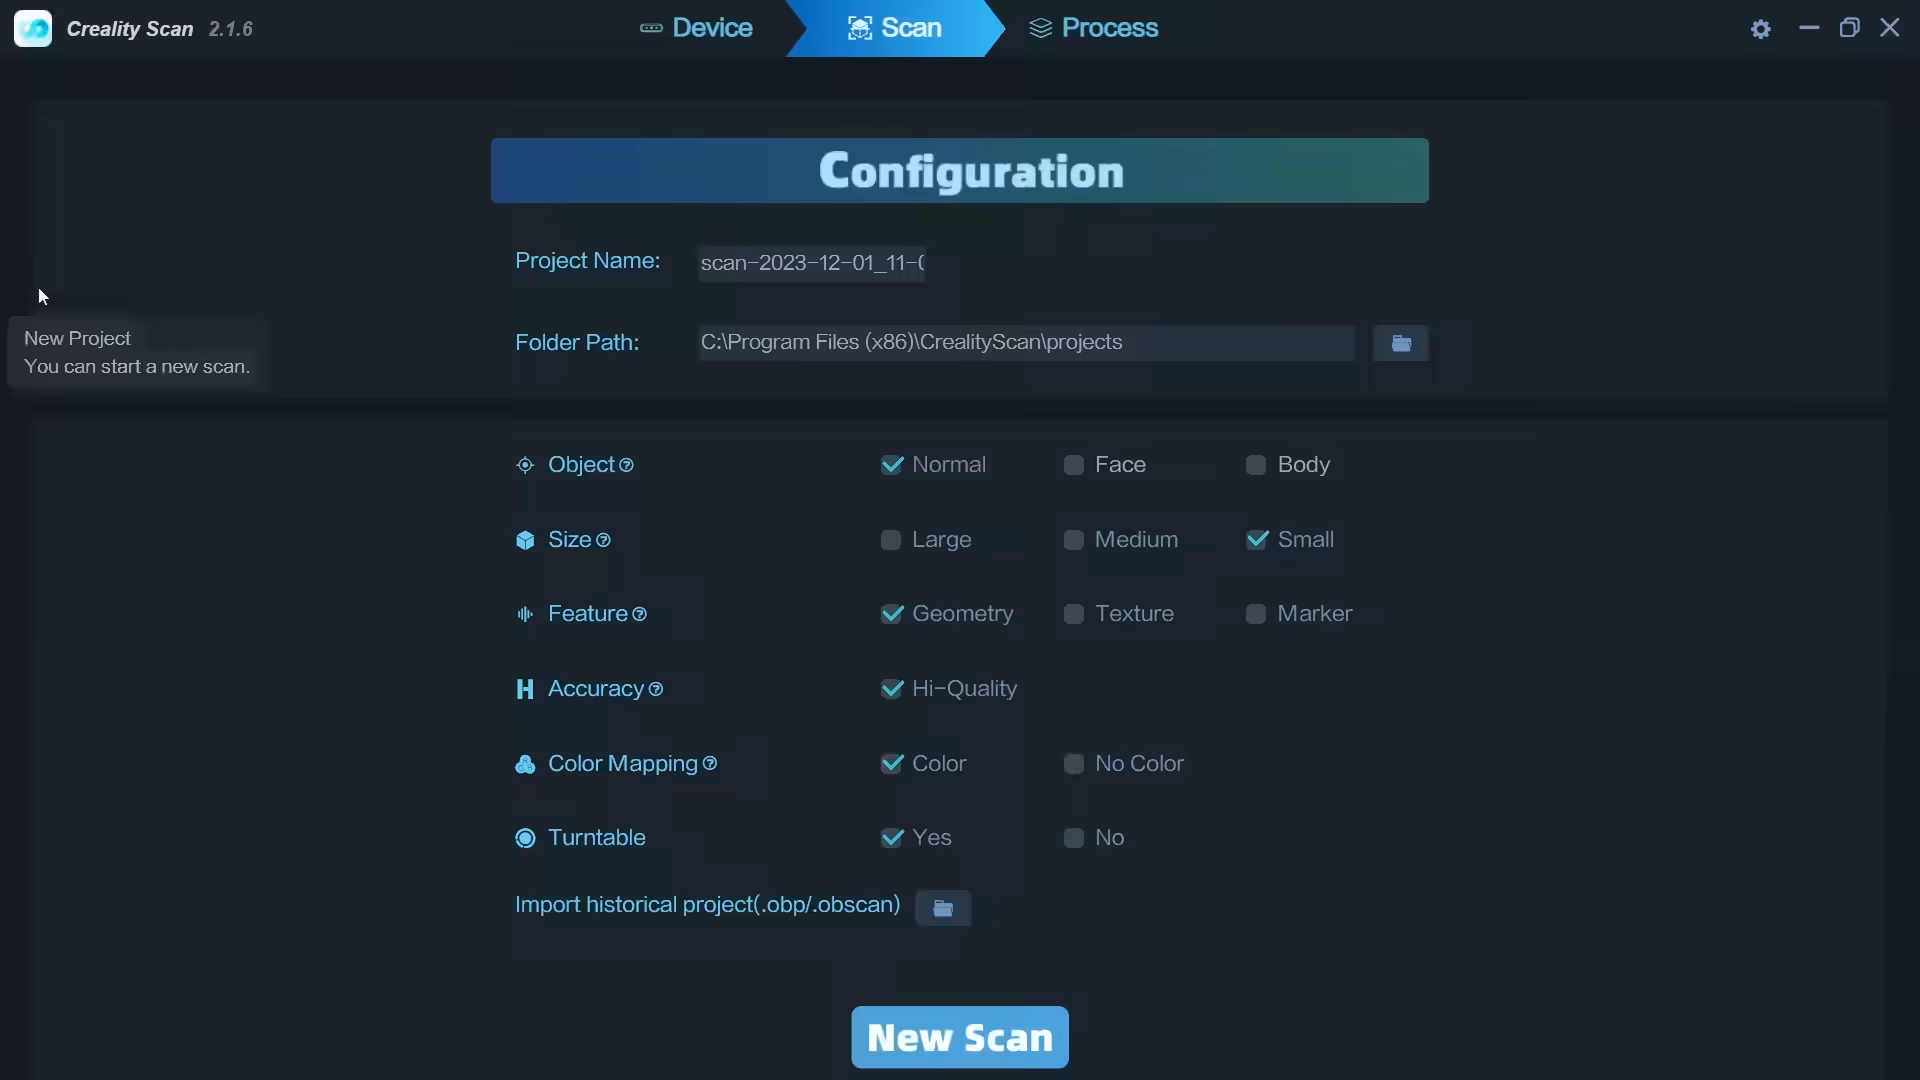 Creality Scan 2.1.6
Device
Scan
Process
Configuration
Project Name: scan-2023-12-01_11-
Folder Path: C:\Program Files (x86)\CrealityScan\projects
New Project
You can start a new scan.
Object Normal Face Body
Size Large Medium Small
Feature Geometry Texture Marker
Accuracy Hi-Quality
Color Mapping Color No Color
Turntable Yes No
Import historical project(.obp/.obscan)
New Scan